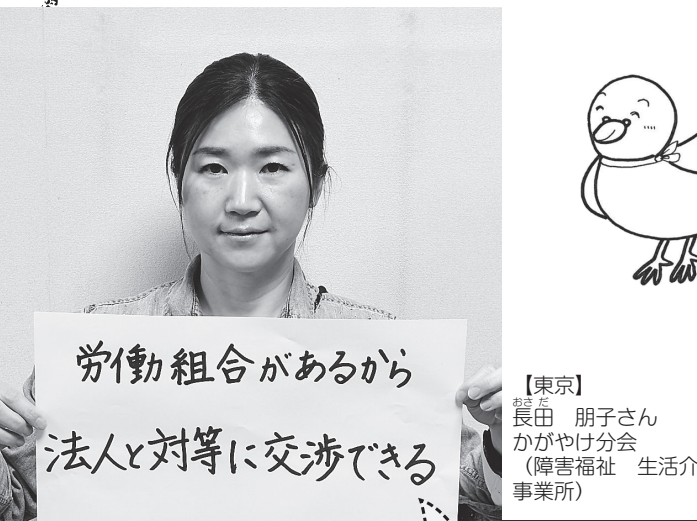 労働組合があるから
法人と対等に交渉できる
【東京】
おさ だ
長田　朋子さん
かがやけ分会
（障害福祉　生活介
事業所）